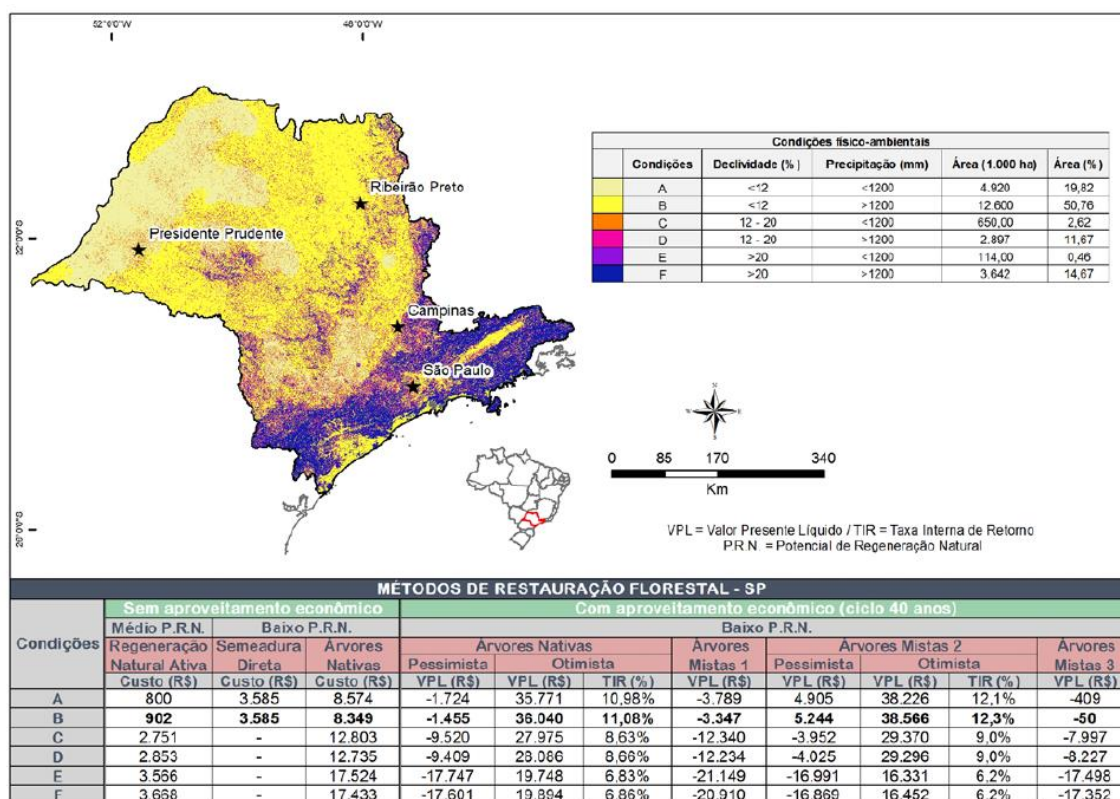 52°0'0"W 48°0'0"W
Ribeirão Preto
22°0'0"S
Presidente Prudente
Campinas
São Paulo
26°0'0"S
Condições físico-ambientais
Condições Declividade (%) Precipitação (mm) Área (1.000 ha) Área (%)
A <12 <1200 4.920 19,82
B <12 >1200 12.600 50,76
C 12 - 20 <1200 650,00 2,62
D 12 - 20 >1200 2.897 11,67
E >20 <1200 114,00 0,46
F >20 >1200 3.642 14,67
N
W E
S
0 85 170 340
Km
VPL = Valor Presente Líquido / TIR = Taxa Interna de Retorno
P.R.N. = Potencial de Regeneração Natural
MÉTODOS DE RESTAURAÇÃO FLORESTAL - SP
Sem aproveitamento econômico Com aproveitamento econômico (ciclo 40 anos)
Médio P.R.N. Baixo P.R.N. Baixo P.R.N.
Condições Regeneração Semeadura Árvores Árvores Nativas Árvores Árvores Mistas 2 Árvores
Natural Ativa Direta Nativas Pessimista Otimista Mistas 1 Pessimista Otimista Mistas 3
Custo (R$) Custo (R$) Custo (R$) VPL (R$) VPL (R$) TIR (%) VPL (R$) VPL (R$) VPL (R$) TIR (%) VPL (R$)
A 800 3.585 8.574 -1.724 35.771 10,98% -3.789 4.905 38.226 12,1% -409
B 902 3.585 8.349 -1.455 36.040 11,08% -3.347 5.244 38.566 12,3% -50
C 2.751 - 12.803 -9.520 27.975 8,63% -12.340 -3.952 29.370 9,0% -7.997
D 2.853 - 12.735 -9.409 28.086 8,66% -12.234 -4.025 29.296 9,0% -8.227
E 3.566 - 17.524 -17.747 19.748 6,83% -21.149 -16.991 16.331 6,2% -17.498
F 3.668 - 17.433 -17.601 19.894 6,86% -20.910 -16.869 16.452 6,2% -17.352